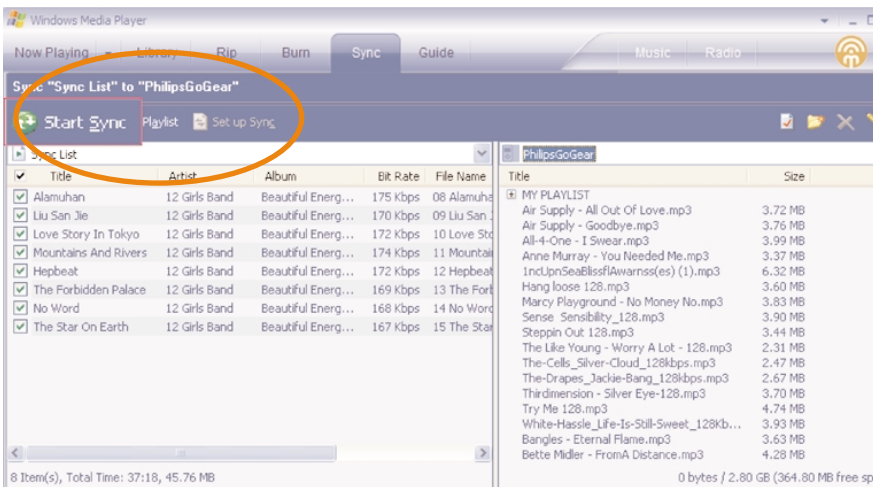 Windows Media Player
Now Playing Library Rip Burn Sync Guide Music Radio
Sync "Sync List" to "PhilipsGoGear"
Start Sync Playlist Set up Sync
Sync List
Title Artist Album Bit Rate File Name
Alamuhan 12 Girls Band Beautiful Energ... 175 Kbps 08 Alamuha
Liu San Jie 12 Girls Band Beautiful Energ... 170 Kbps 09 Liu San
Love Story In Tokyo 12 Girls Band Beautiful Energ... 172 Kbps 10 Love Sto
Mountains And Rivers 12 Girls Band Beautiful Energ... 174 Kbps 11 Mountai
Hepbeat 12 Girls Band Beautiful Energ... 172 Kbps 12 Hepbeat
The Forbidden Palace 12 Girls Band Beautiful Energ... 169 Kbps 13 The Forb
No Word 12 Girls Band Beautiful Energ... 168 Kbps 14 No Word
The Star On Earth 12 Girls Band Beautiful Energ... 167 Kbps 15 The Star
8 Item(s), Total Time: 37:18, 45.76 MB
PhilipsGoGear
Title Size
MY PLAYLIST
Air Supply - All Out Of Love.mp3 3.72 MB
Air Supply - Goodbye.mp3 3.76 MB
All-4-One - I Swear.mp3 3.99 MB
Anne Murray - You Needed Me.mp3 3.37 MB
1ncUpnSeaBlissflAwarnss(es) (1).mp3 6.32 MB
Hang loose 128.mp3 3.60 MB
Marcy Playground - No Money No.mp3 3.83 MB
Sense Sensibility_128.mp3 3.90 MB
Steppin Out 128.mp3 3.44 MB
The Like Young - Worry A Lot - 128.mp3 2.31 MB
The-Cells_Silver-Cloud_128kbps.mp3 2.47 MB
The-Drapes_Jackie-Bang_128kbps.mp3 2.67 MB
Thirdimension - Silver Eye-128.mp3 3.70 MB
Try Me 128.mp3 4.74 MB
White-Hassle_Life-Is-Still-Sweet_128Kb... 3.93 MB
Bangles - Eternal Flame.mp3 3.63 MB
Bette Midler - FromA Distance.mp3 4.28 MB
0 bytes / 2.80 GB (364.80 MB free sp